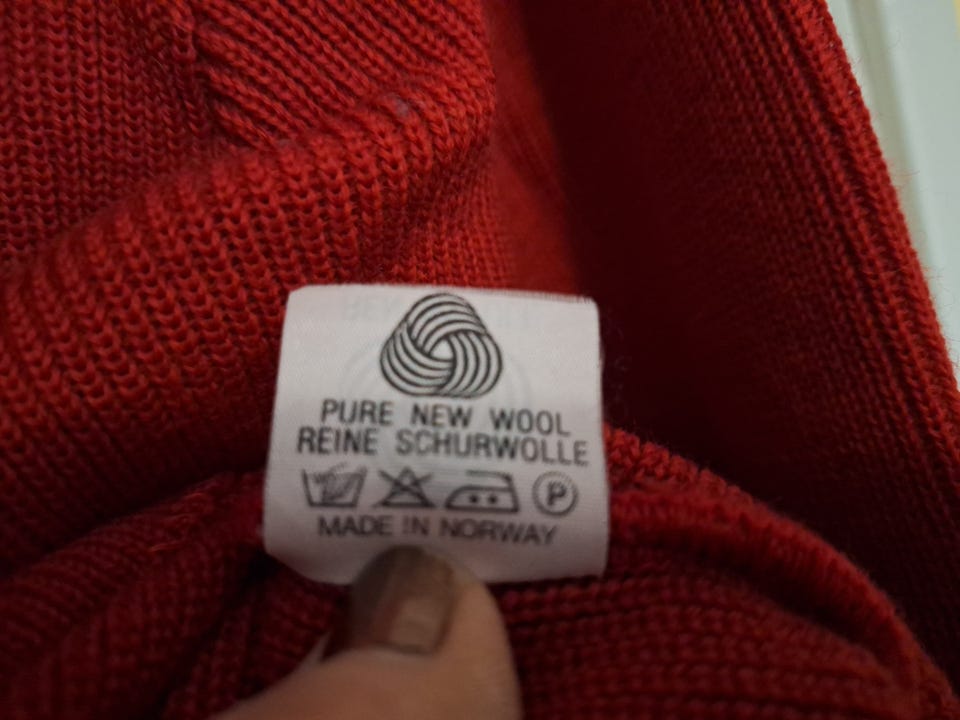 PURE NEW WOOL
REINE SCHURWOLLE
P
MADE IN NORWAY